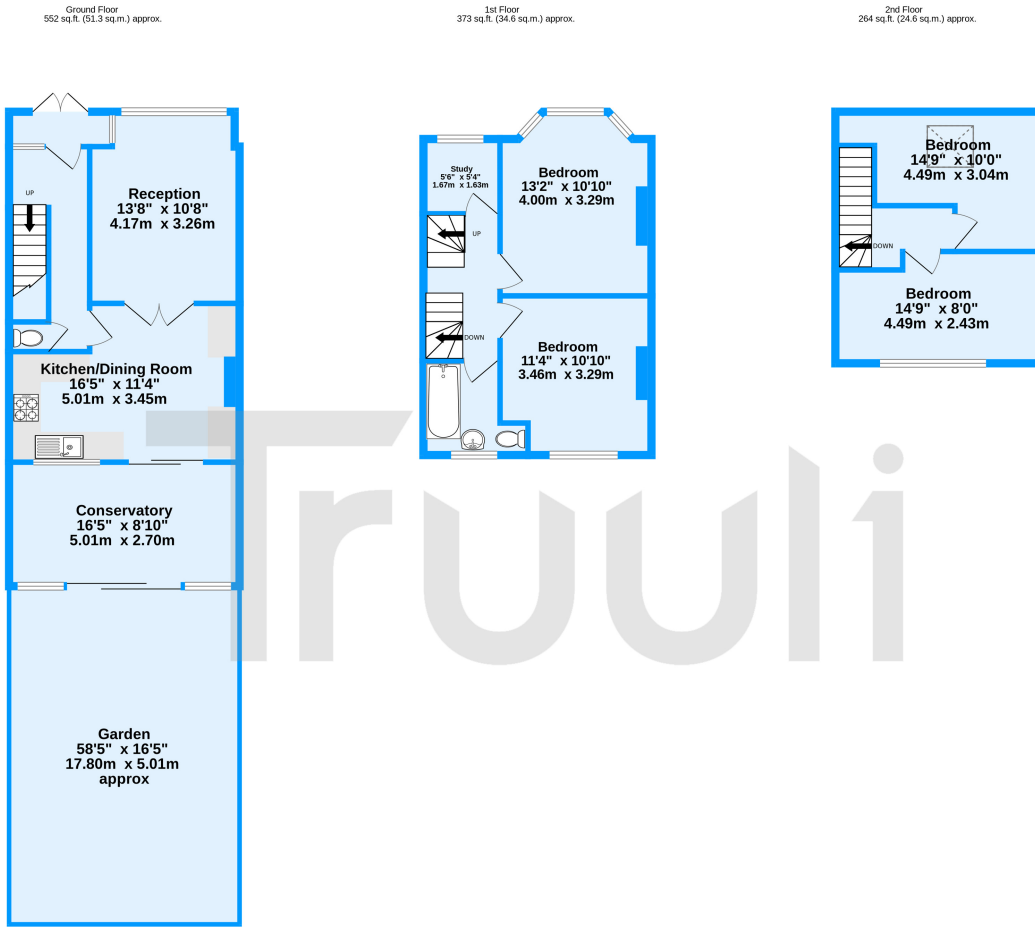 Ground Floor
552 sq.ft. (51.3 sq.m.) approx.
1st Floor
373 sq.ft. (34.6 sq.m.) approx.
2nd Floor
264 sq.ft. (24.6 sq.m.) approx.
UP
Reception
13'8" x 10'8"
4.17m x 3.26m
Kitchen/Dining Room
16'5" x 11'4"
5.01m x 3.45m
Conservatory
16'5" x 8'10"
5.01m x 2.70m
Garden
58'5" x 16'5"
17.80m x 5.01m
approx
Study
5'6" x 5'4"
1.67m x 1.63m
Bedroom
13'2" x 10'10"
4.00m x 3.29m
UP
DOWN
Bedroom
11'4" x 10'10"
3.46m x 3.29m
Bedroom
14'9" x 10'0"
4.49m x 3.04m
DOWN
Bedroom
14'9" x 8'0"
4.49m x 2.43m
Truuli